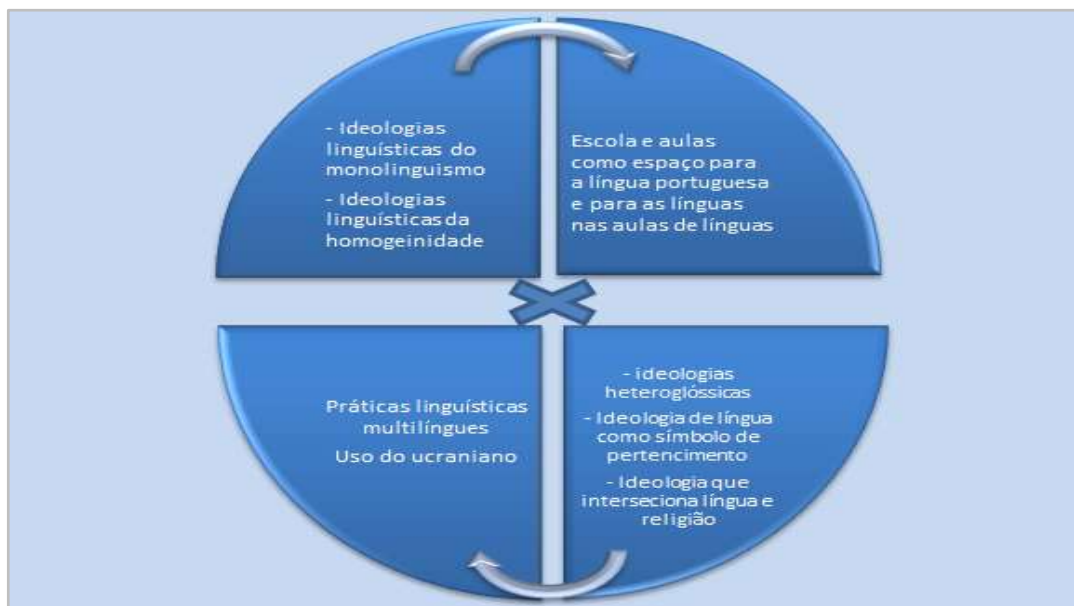 - Ideologias
linguísticas do
monolinguismo
- Ideologias
linguísticas da
homogeinidade
Escola e aulas
como espaço para
a língua portuguesa
e para as línguas
nas aulas de línguas
Práticas linguísticas
multilíngues
Uso do ucraniano
- ideologias
heteroglóssicas
- Ideologia de língua
como símbolo de
pertencimento
- Ideologia que
interseciona língua e
religião